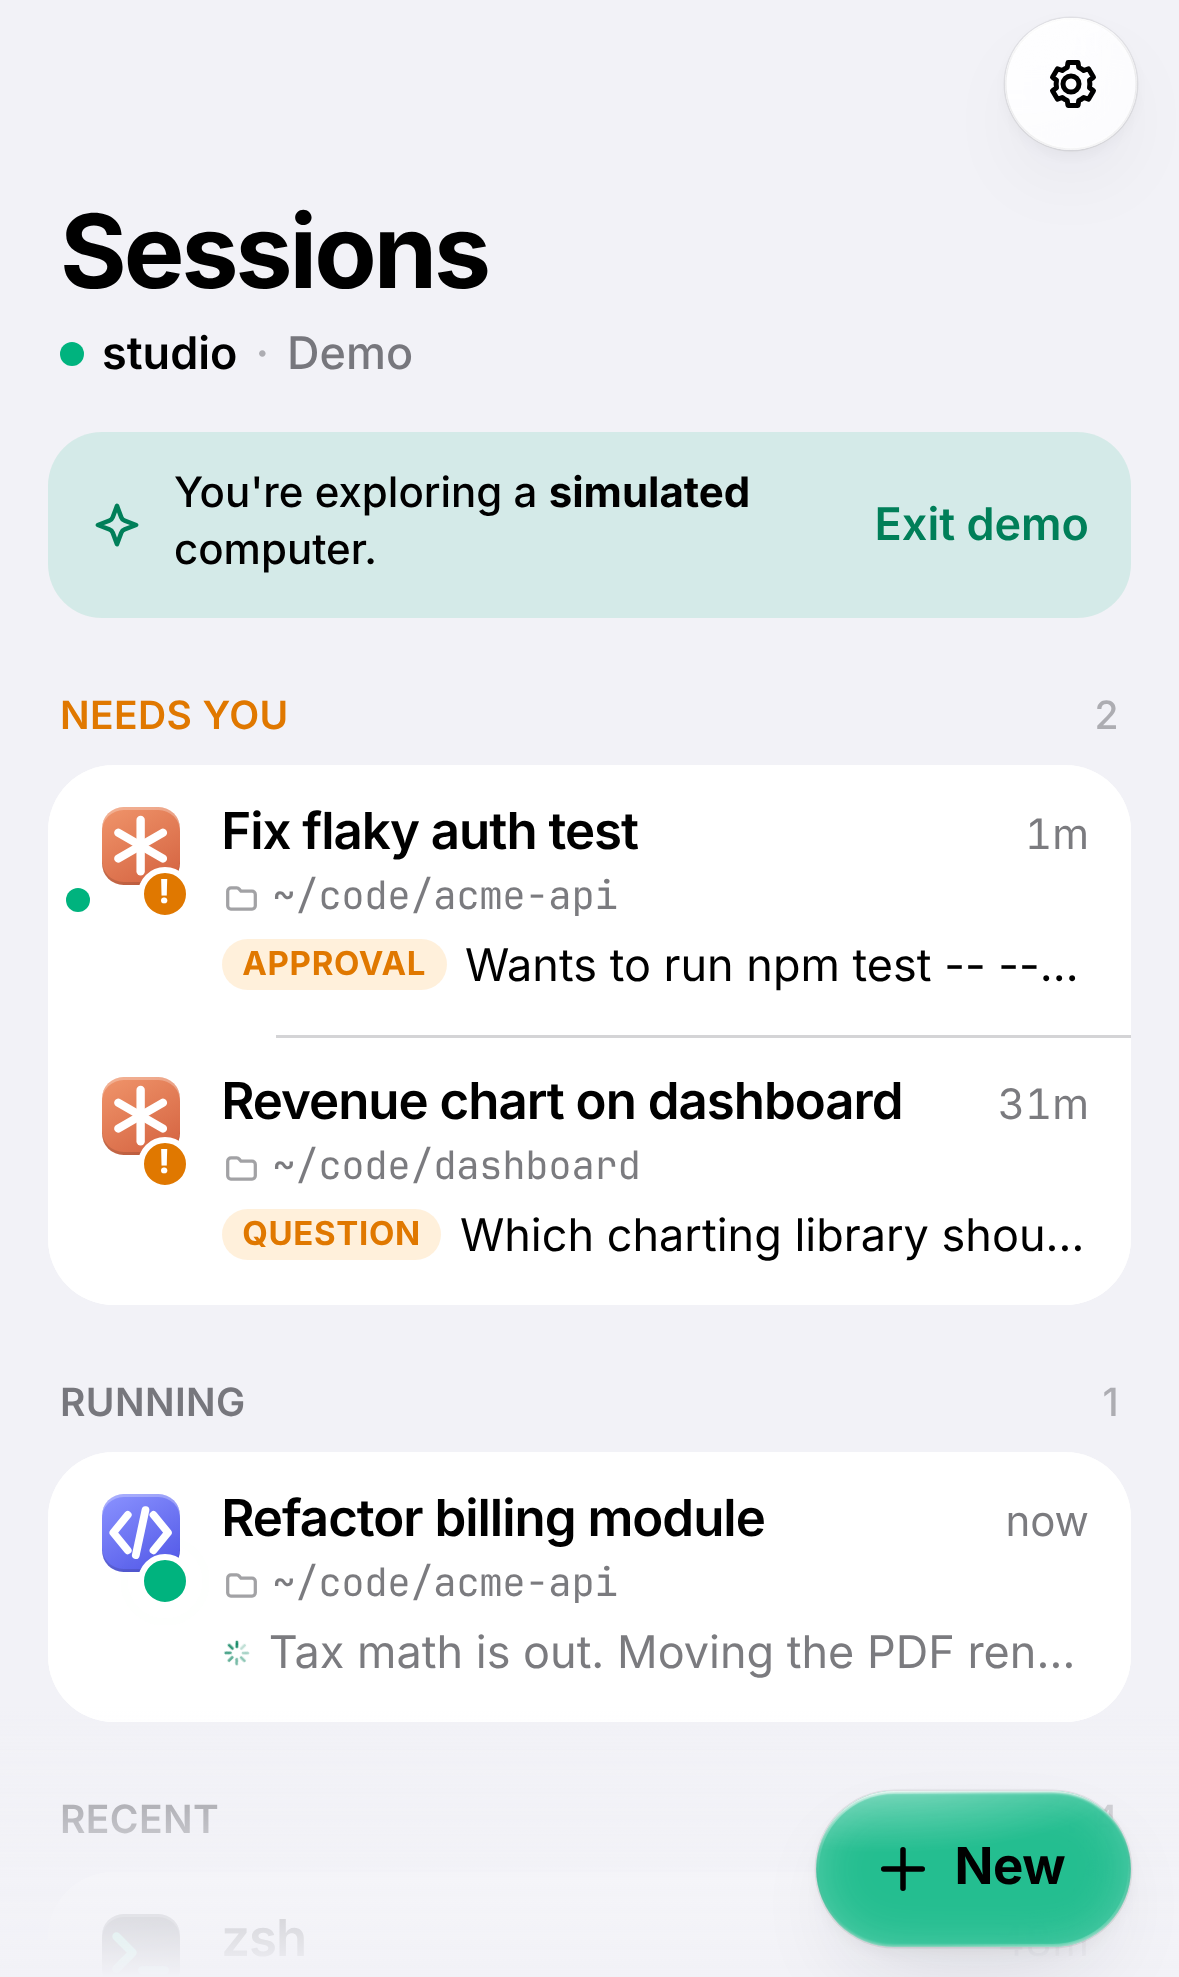 Sessions
studio · Demo
You're exploring a simulated
computer.
Exit demo
NEEDS YOU 2
Fix flaky auth test 1m
~/code/acme-api
APPROVAL Wants to run npm test -- --...
Revenue chart on dashboard 31m
~/code/dashboard
QUESTION Which charting library shou...
RUNNING 1
Refactor billing module now
~/code/acme-api
Tax math is out. Moving the PDF ren...
RECENT
New
zsh